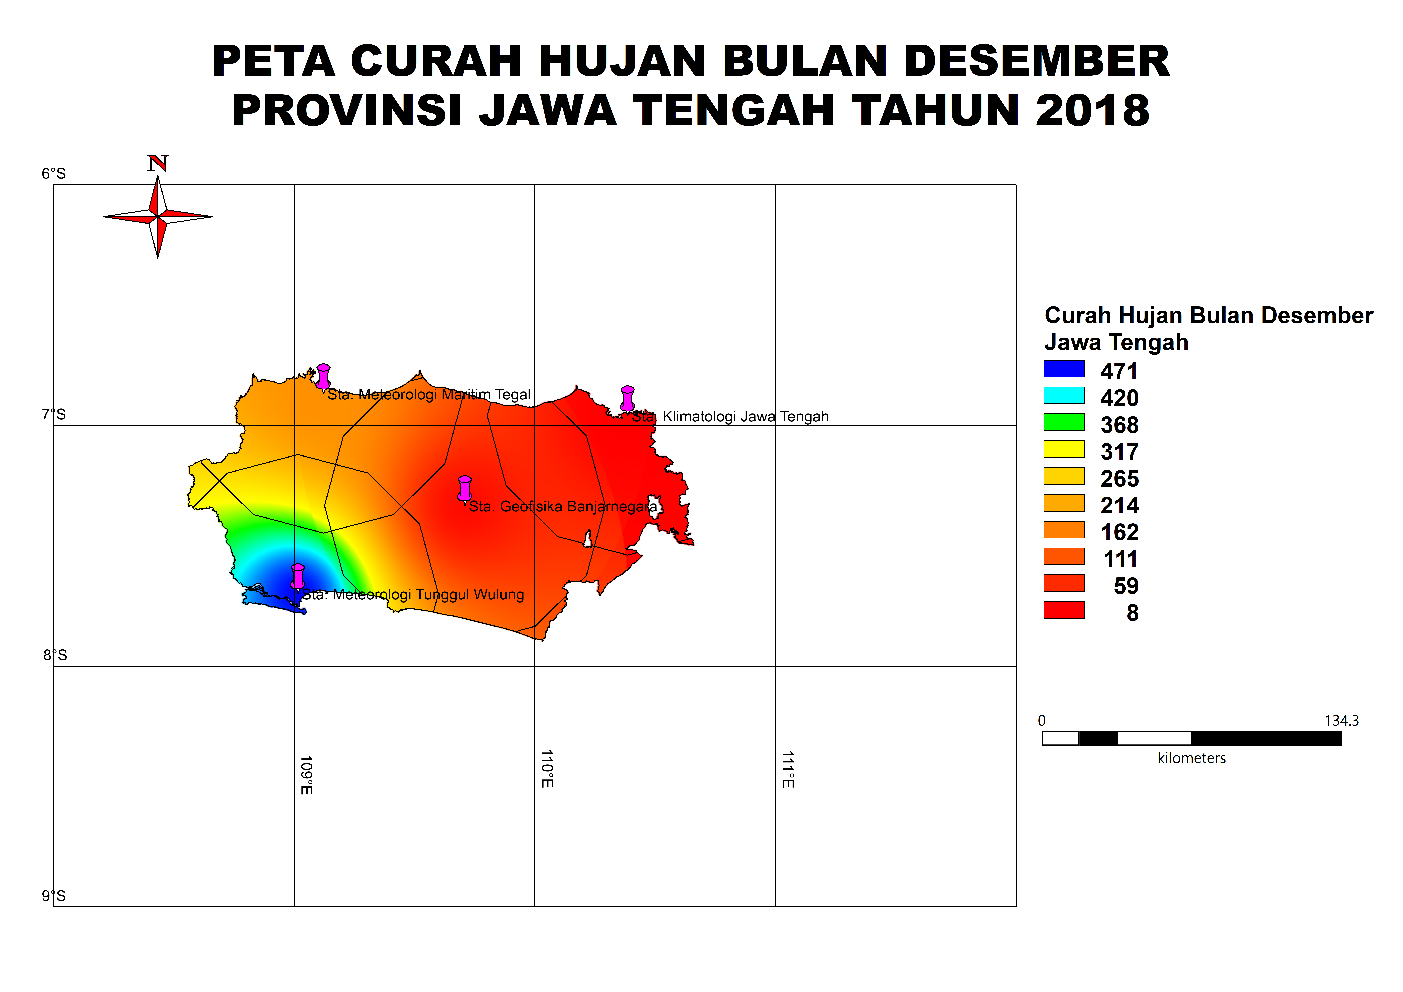 PETA CURAH HUJAN BULAN DESEMBER
PROVINSI JAWA TENGAH TAHUN 2018
N
6°S
7°S
8°S
9°S
109°E
110°E
111°E
Sta. Meteorologi Maritim Tegal
Sta. Klimatologi Jawa Tengah
Sta. Geofisika Banjarnegara
Sta. Meteorologi Tunggul Wulung
Curah Hujan Bulan Desember
Jawa Tengah
471
420
368
317
265
214
162
111
59
8
0 134.3
kilometers